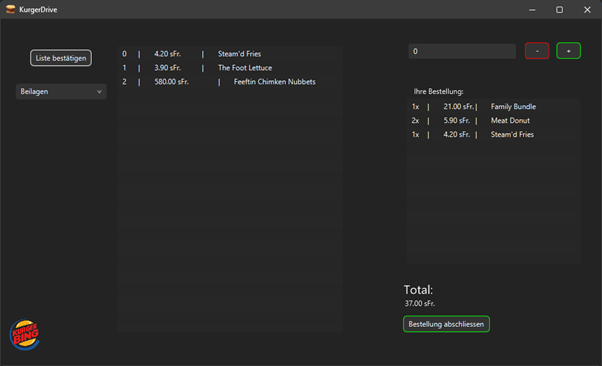 KurgerDrive
Liste bestätigen
Beilagen
0 | 4.20 sFr. | Steam'd Fries
1 | 3.90 sFr. | The Foot Lettuce
2 | 580.00 sFr. | Feeftin Chimken Nubbets
0
-
+
Ihre Bestellung:
1x | 21.00 sFr. | Family Bundle
2x | 5.90 sFr. | Meat Donut
1x | 4.20 sFr. | Steam'd Fries
Total:
37.00 sFr.
Bestellung abschliessen
KURGER
BING